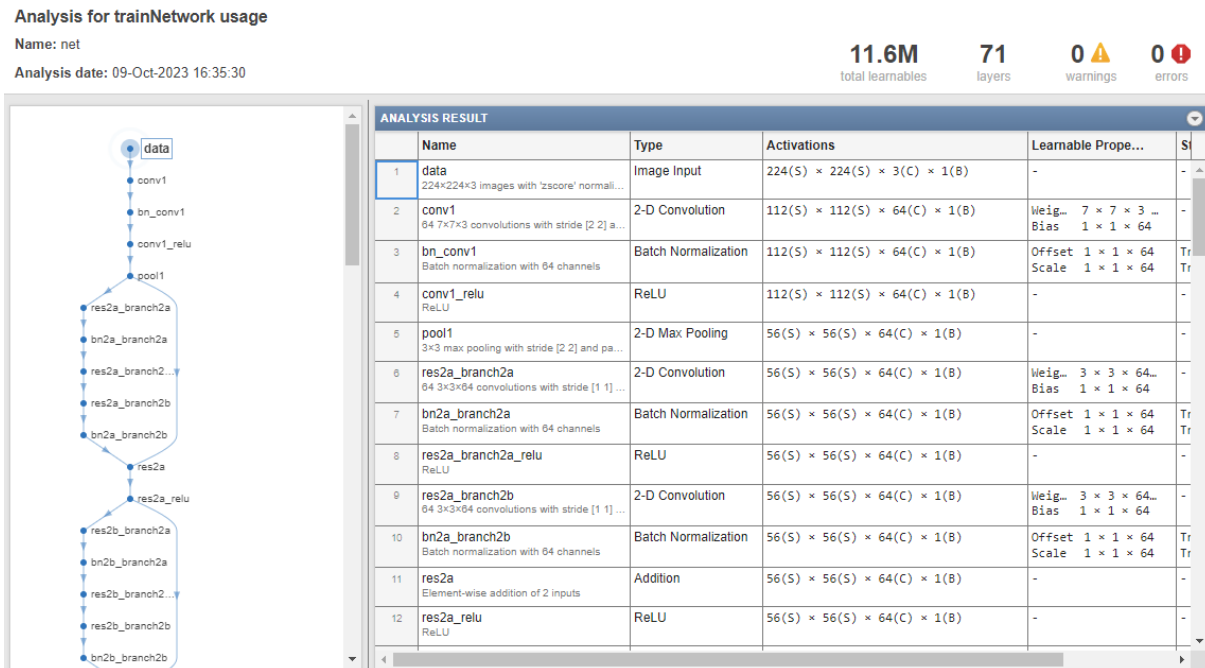 Analysis for trainNetwork usage
Name: net
Analysis date: 09-Oct-2023 16:35:30
11.6M
total learnables
71
layers
0
warnings
0
errors
data
conv1
bn_conv1
conv1_relu
pool1
res2a_branch2a
bn2a_branch2a
res2a_branch2...
res2a_branch2b
bn2a_branch2b
res2a
res2a_relu
res2b_branch2a
bn2b_branch2a
res2b_branch2...
res2b_branch2b
bn2b_branch2b
ANALYSIS RESULT
Name Type Activations Learnable Prope... St
1 data Image Input 224(S) × 224(S) × 3(C) × 1(B) - -
224×224×3 images with 'zscore' normali...
2 conv1 2-D Convolution 112(S) × 112(S) × 64(C) × 1(B) Weig… 7 × 7 × 3 … -
64 7×7×3 convolutions with stride [2 2] a... Bias 1 × 1 × 64
3 bn_conv1 Batch Normalization 112(S) × 112(S) × 64(C) × 1(B) Offset 1 × 1 × 64 Tr
Batch normalization with 64 channels Scale 1 × 1 × 64 Tr
4 conv1_relu ReLU 112(S) × 112(S) × 64(C) × 1(B) - -
ReLU
5 pool1 2-D Max Pooling 56(S) × 56(S) × 64(C) × 1(B) - -
3×3 max pooling with stride [2 2] and pa...
6 res2a_branch2a 2-D Convolution 56(S) × 56(S) × 64(C) × 1(B) Weig… 3 × 3 × 64… -
64 3×3×64 convolutions with stride [1 1] ... Bias 1 × 1 × 64
7 bn2a_branch2a Batch Normalization 56(S) × 56(S) × 64(C) × 1(B) Offset 1 × 1 × 64 Tr
Batch normalization with 64 channels Scale 1 × 1 × 64 Tr
8 res2a_branch2a_relu ReLU 56(S) × 56(S) × 64(C) × 1(B) - -
ReLU
9 res2a_branch2b 2-D Convolution 56(S) × 56(S) × 64(C) × 1(B) Weig… 3 × 3 × 64… -
64 3×3×64 convolutions with stride [1 1] ... Bias 1 × 1 × 64
10 bn2a_branch2b Batch Normalization 56(S) × 56(S) × 64(C) × 1(B) Offset 1 × 1 × 64 Tr
Batch normalization with 64 channels Scale 1 × 1 × 64 Tr
11 res2a Addition 56(S) × 56(S) × 64(C) × 1(B) - -
Element-wise addition of 2 inputs
12 res2a_relu ReLU 56(S) × 56(S) × 64(C) × 1(B) - -
ReLU